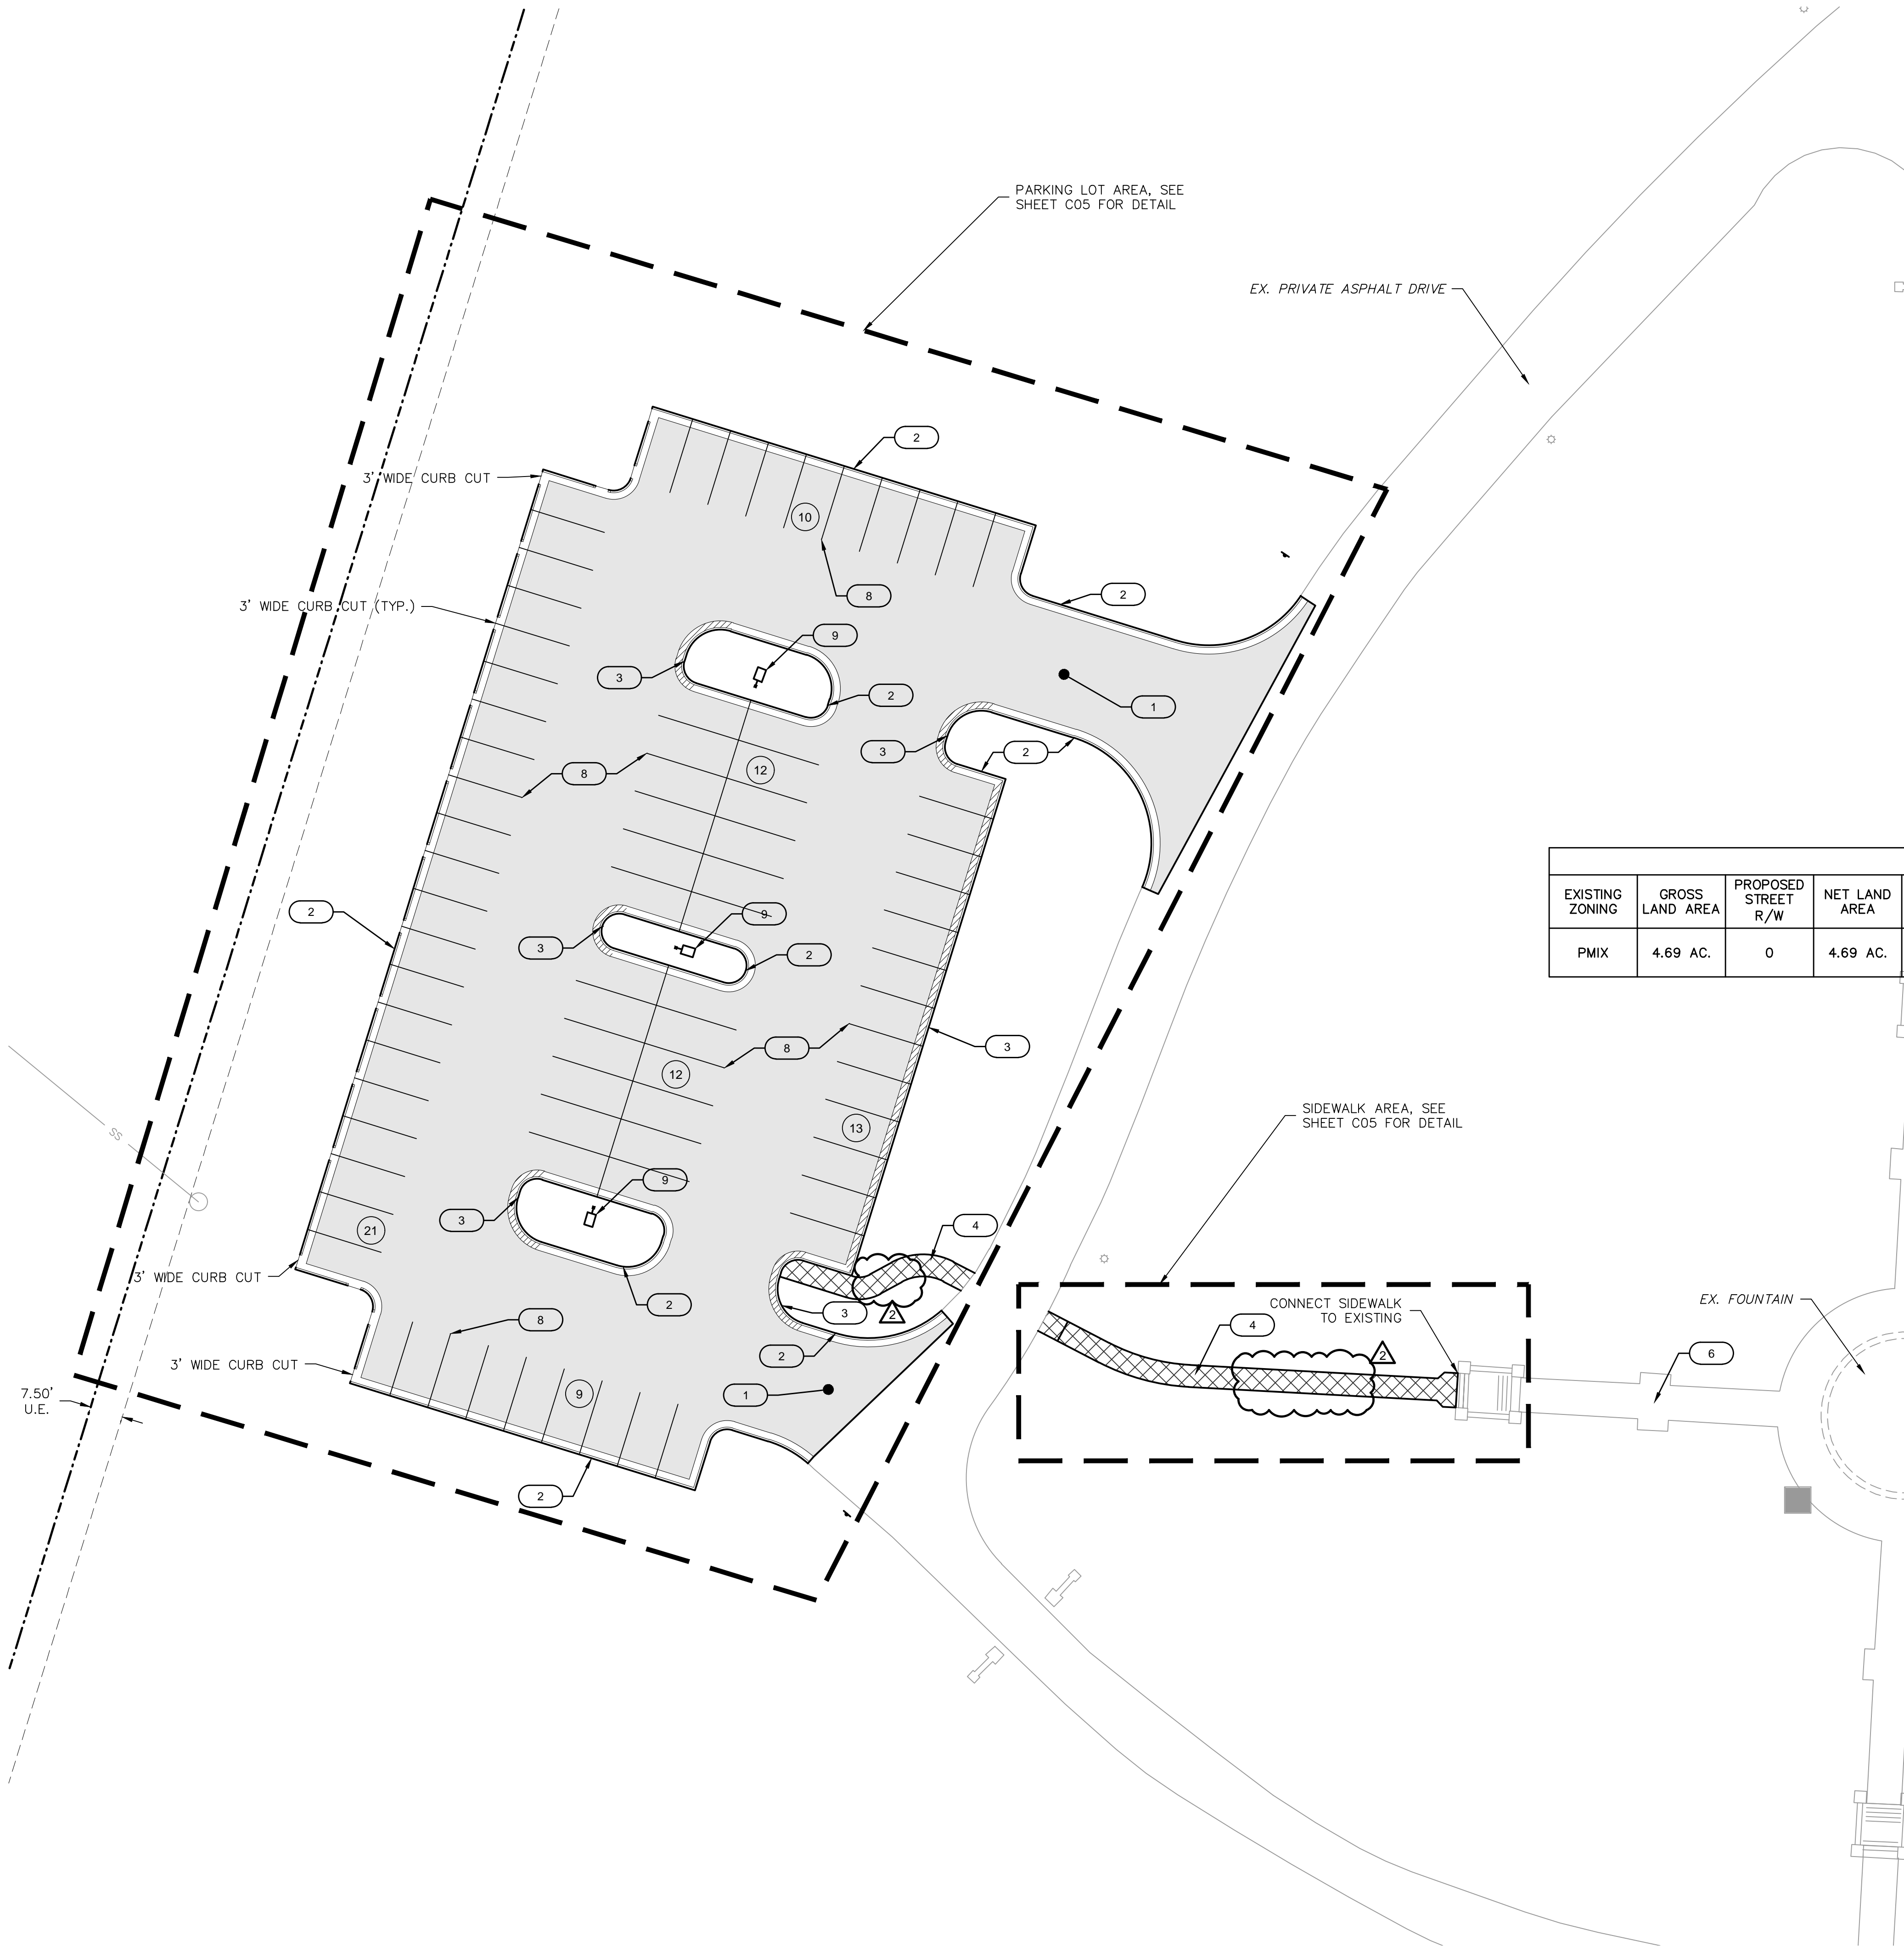 PARKING LOT AREA, SEE
SHEET C05 FOR DETAIL
EX. PRIVATE ASPHALT DRIVE
2
3' WIDE CURB CUT
10
8
2
3' WIDE CURB CUT (TYP.)
9
3
2
1
3
2
12
8
EXISTING
ZONING
GROSS
LAND AREA
PROPOSED
STREET
R/W
NET LAND
AREA
PMIX
4.69 AC.
0
4.69 AC.
2
9
3
2
8
3
12
SIDEWALK AREA, SEE
SHEET C05 FOR DETAIL
13
SS
9
3
21
4
3' WIDE CURB CUT
2
3
2
8
CONNECT SIDEWALK
TO EXISTING
4
2
EX. FOUNTAIN
6
2
3' WIDE CURB CUT
9
1
7.50'
U.E.
2